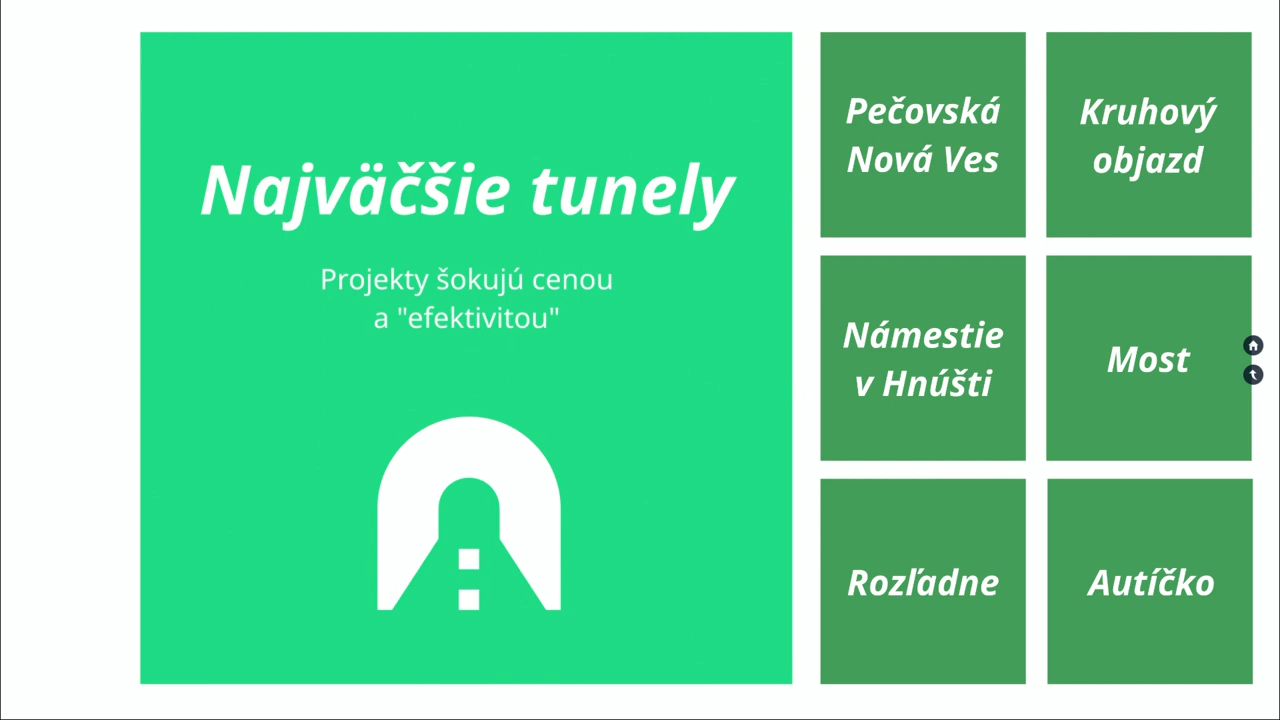 Najväčšie tunely
Projekty šokujú cenou
a "efektivitou"
Pečovská
Nová Ves
Kruhový
objazd
Námestie
v Hnúšti
Most
Rozľadne
Autíčko